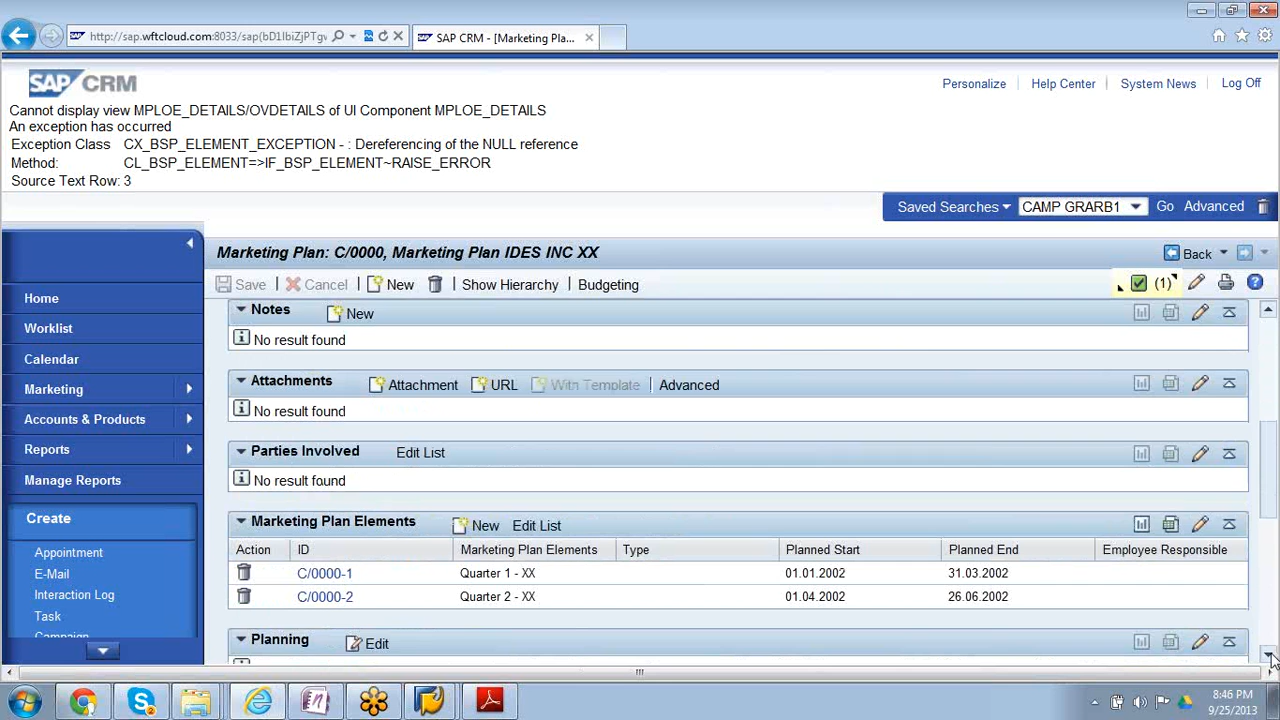 http://sap.wftcloud.com:8033/sap(bD1lbiZjPTgv
SAP CRM - [Marketing Pla...
SAP CRM
Personalize
Help Center
System News
Log Off
Cannot display view MPLOE_DETAILS/OVDETAILS of UI Component MPLOE_DETAILS
An exception has occurred
Exception Class CX_BSP_ELEMENT_EXCEPTION - : Dereferencing of the NULL reference
Method: CL_BSP_ELEMENT=>IF_BSP_ELEMENT~RAISE_ERROR
Source Text Row: 3
Saved Searches CAMP GRARB1 Go Advanced
Marketing Plan: C/0000, Marketing Plan IDES INC XX
Back
Save Cancel New Show Hierarchy Budgeting
(1)
Home
Worklist
Calendar
Marketing
Accounts & Products
Reports
Manage Reports
Create
Appointment
E-Mail
Interaction Log
Task
Campaign
Notes New
No result found
Attachments Attachment URL With Template Advanced
No result found
Parties Involved Edit List
No result found
Marketing Plan Elements New Edit List
Action ID Marketing Plan Elements Type Planned Start Planned End Employee Responsible
C/0000-1 Quarter 1 - XX 01.01.2002 31.03.2002
C/0000-2 Quarter 2 - XX 01.04.2002 26.06.2002
Planning Edit
8:46 PM
9/25/2013